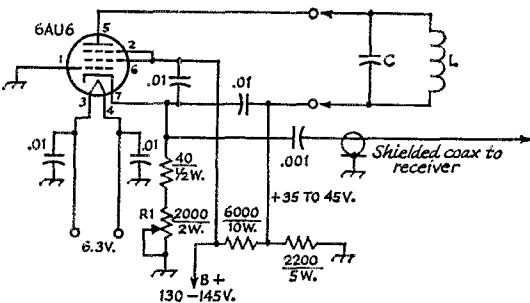 6AU6
5
2
1
6
7
3
4
.01
.01
.01
.01
C
L
.001
Shielded coax to
receiver
40
½W.
+35 TO 45V.
R1
2000
2W.
6000
10W.
6.3V.
2200
5W.
B+
130-145V.